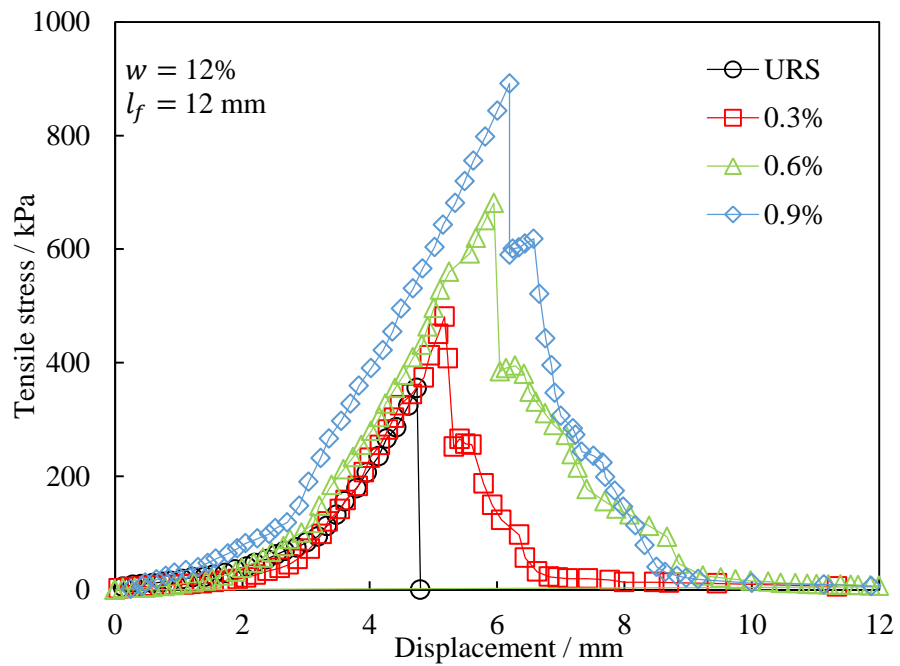 1000
800
600
400
200
0
Tensile stress / kPa
w = 12%
l_f = 12 mm
URS
0.3%
0.6%
0.9%
0 2 4 6 8 10 12
Displacement / mm